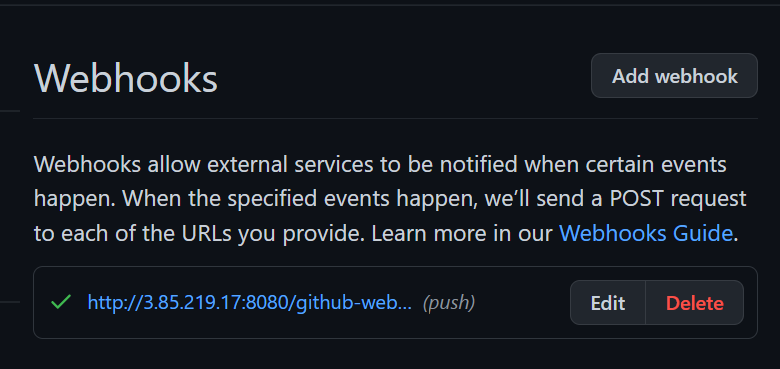 Webhooks
Add webhook
Webhooks allow external services to be notified when certain events
happen. When the specified events happen, we’ll send a POST request
to each of the URLs you provide. Learn more in our Webhooks Guide.
http://3.85.219.17:8080/github-web... (push)
Edit
Delete